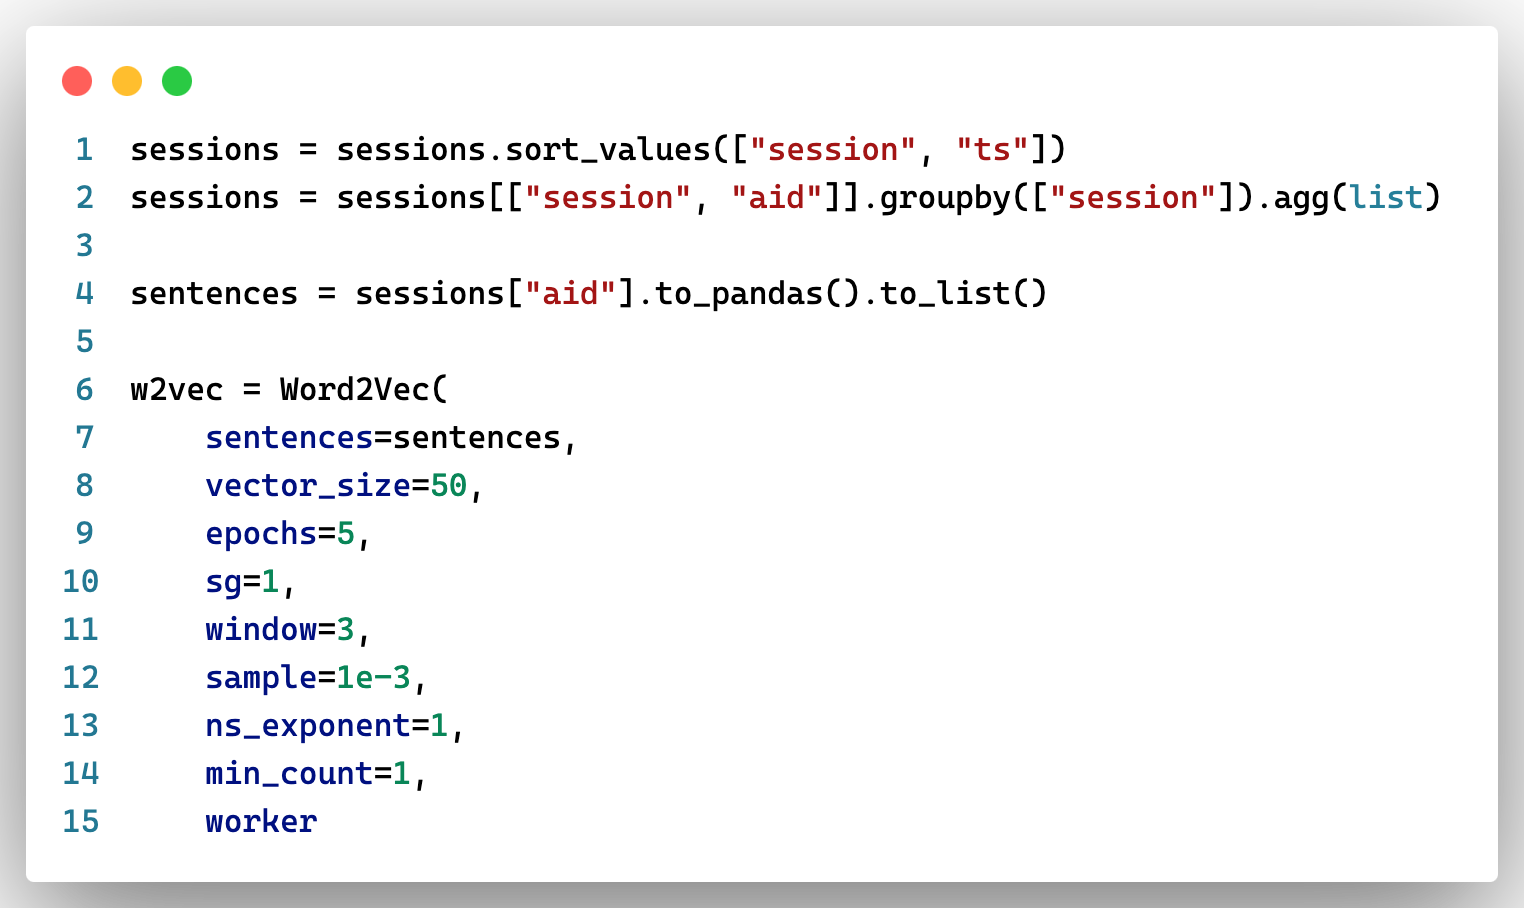 1 sessions = sessions.sort_values(["session", "ts"])
2 sessions = sessions[["session", "aid"]].groupby(["session"]).agg(list)
3
4 sentences = sessions["aid"].to_pandas().to_list()
5
6 w2vec = Word2Vec(
7     sentences=sentences,
8     vector_size=50,
9     epochs=5,
10     sg=1,
11     window=3,
12     sample=1e-3,
13     ns_exponent=1,
14     min_count=1,
15     worker